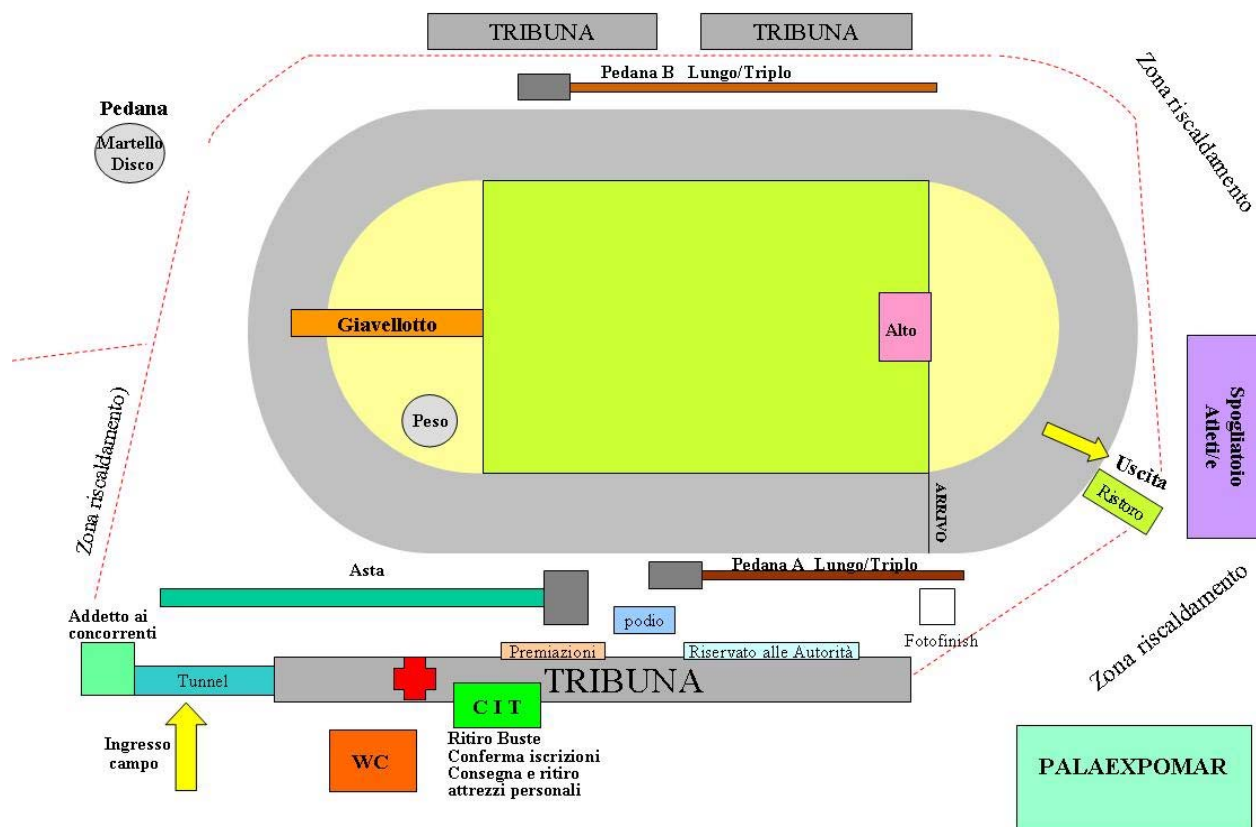 TRIBUNA
TRIBUNA
Pedana B Lungo/Triplo
Zona riscaldamento
Pedana
Martello
Disco
Giavellotto
Alto
Peso
Zona riscaldamento)
Spogliatoio
Atleti/e
Uscita
Ristoro
ARRIVO
Asta
Pedana A Lungo/Triplo
Addetto ai
concorrenti
podio
Fotofinish
Zona riscaldamento
Premiazioni
Riservato alle Autorità
Tunnel
TRIBUNA
C I T
Ingresso
campo
WC
Ritiro Buste
Conferma iscrizioni
Consegna e ritiro
attrezzi personali
PALAEXPOMAR